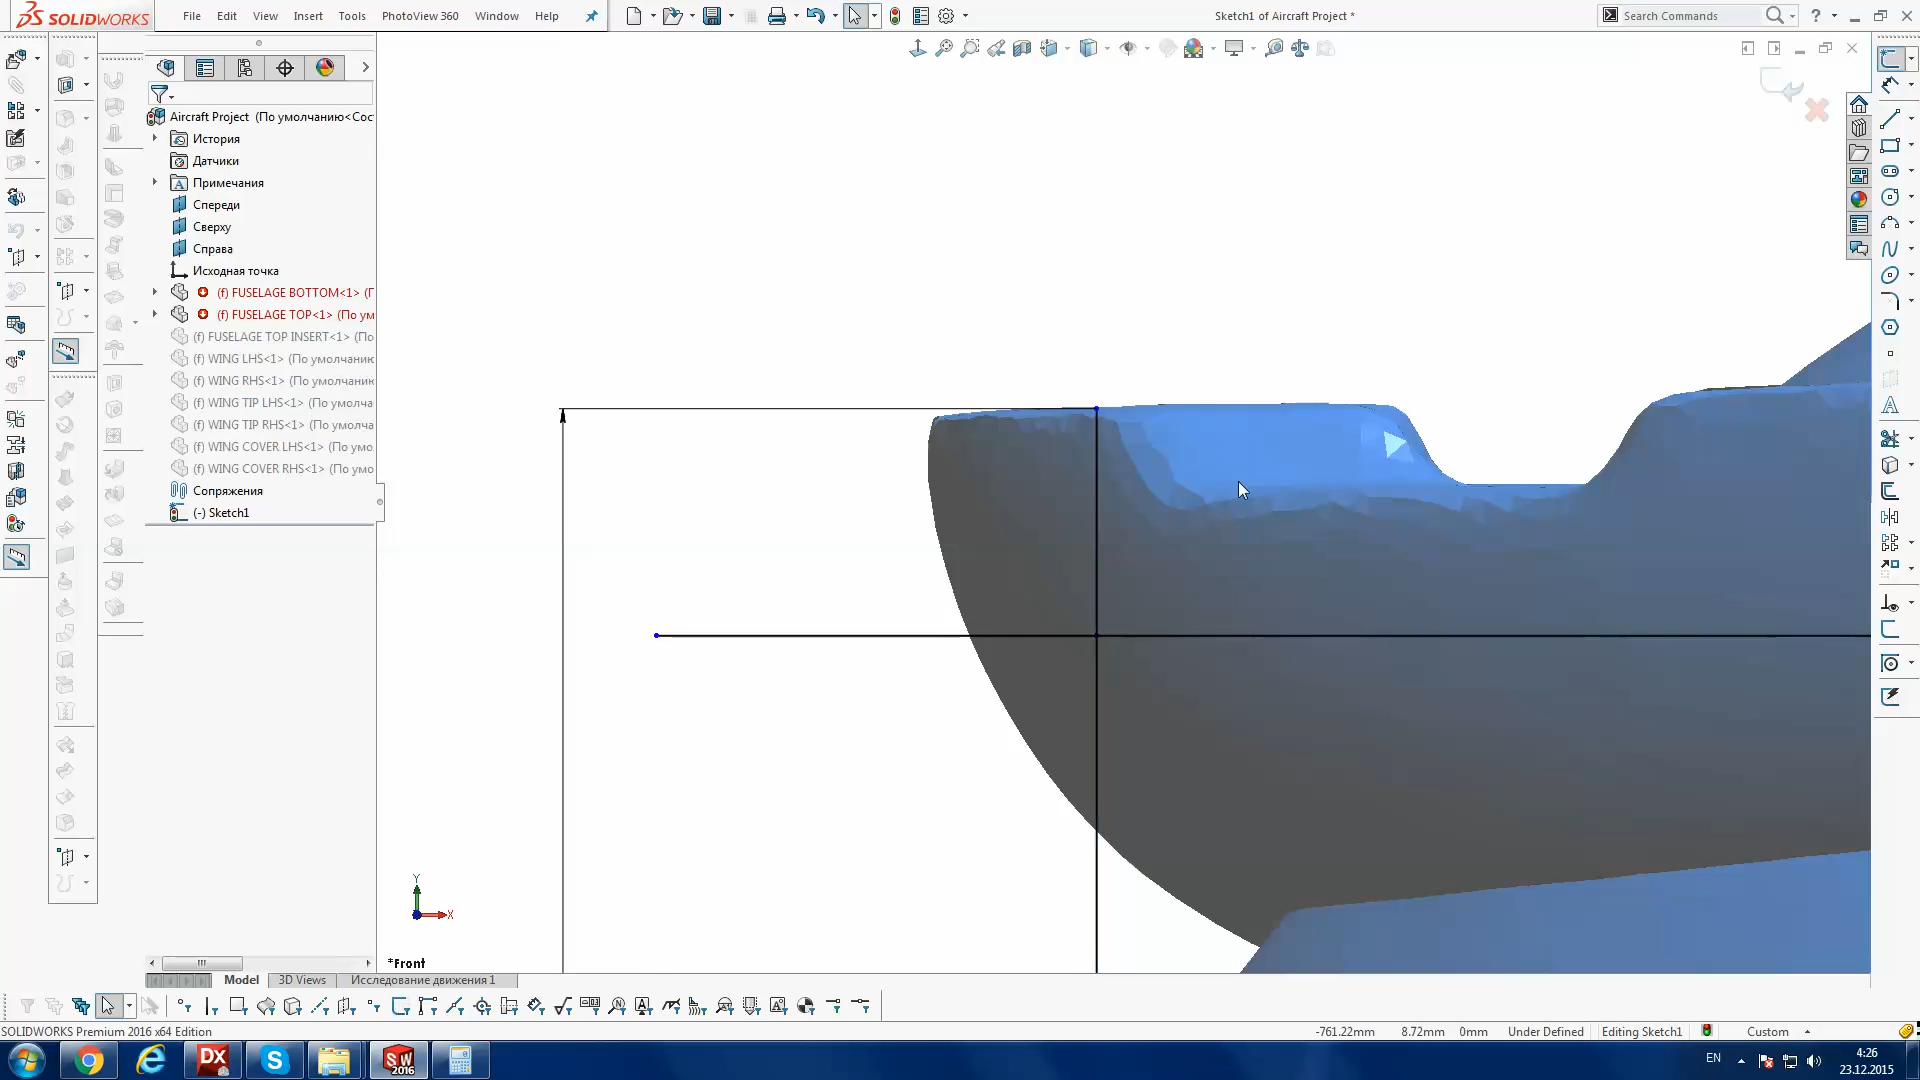 SOLIDWORKS
File Edit View Insert Tools PhotoView 360 Window Help
Sketch1 of Aircraft Project *
Search Commands
Aircraft Project (По умолчанию<Сос
История
Датчики
Примечания
Спереди
Сверху
Справа
Исходная точка
(f) FUSELAGE BOTTOM<1> (Г
(f) FUSELAGE TOP<1> (По ум
(f) FUSELAGE TOP INSERT<1> (По
(f) WING LHS<1> (По умолчанию
(f) WING RHS<1> (По умолчани
(f) WING TIP LHS<1> (По умолча
(f) WING TIP RHS<1> (По умолча
(f) WING COVER LHS<1> (По умо
(f) WING COVER RHS<1> (По умо
Сопряжения
(-) Sketch1
Y
X
*Front
Model 3D Views Исследование движения 1
SOLIDWORKS Premium 2016 x64 Edition
-761.22mm 8.72mm 0mm Under Defined Editing Sketch1 Custom
DX
SW 2016
EN
4:26
23.12.2015